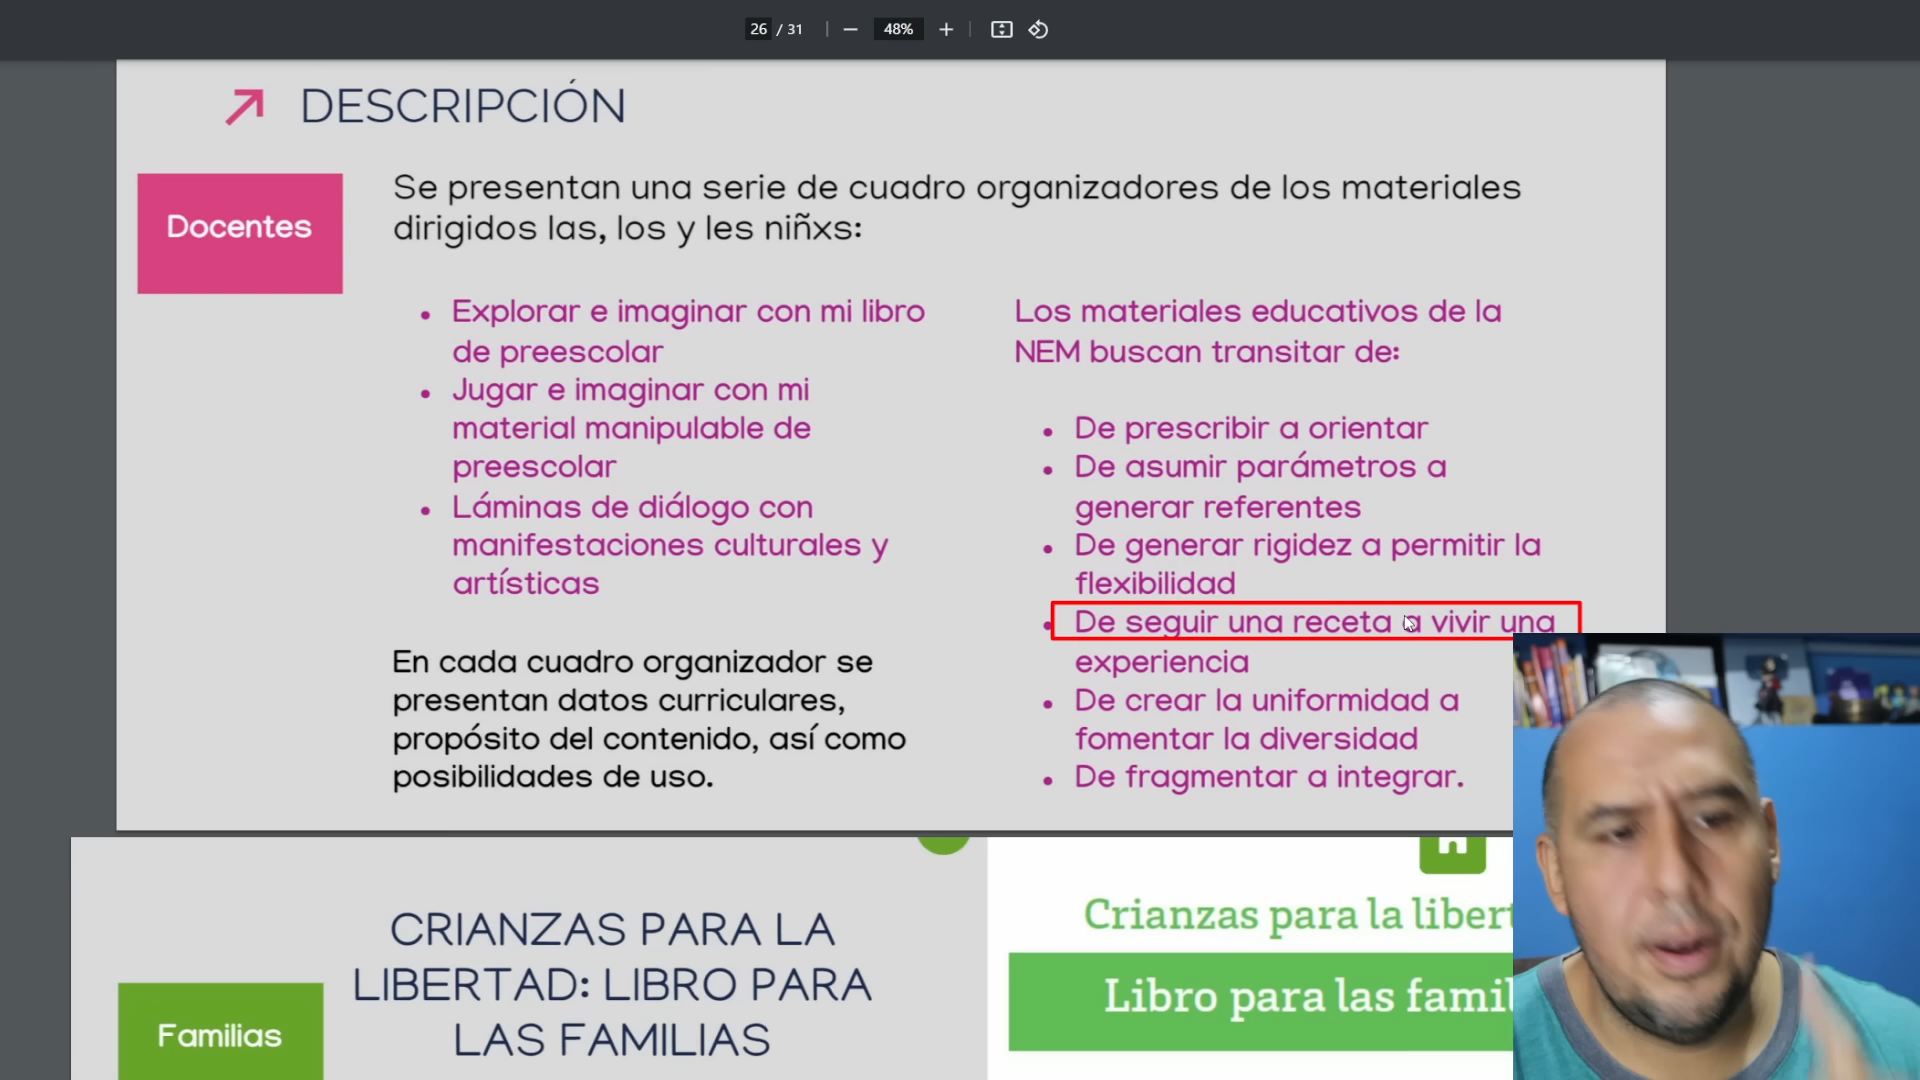 26 / 31
48%
DESCRIPCIÓN
Docentes
Se presentan una serie de cuadro organizadores de los materiales
dirigidos las, los y les niñxs:
Explorar e imaginar con mi libro
de preescolar
Jugar e imaginar con mi
material manipulable de
preescolar
Láminas de diálogo con
manifestaciones culturales y
artísticas
En cada cuadro organizador se
presentan datos curriculares,
propósito del contenido, así como
posibilidades de uso.
Los materiales educativos de la
NEM buscan transitar de:
De prescribir a orientar
De asumir parámetros a
generar referentes
De generar rigidez a permitir la
flexibilidad
De seguir una receta a vivir una
experiencia
De crear la uniformidad a
fomentar la diversidad
De fragmentar a integrar.
Familias
CRIANZAS PARA LA
LIBERTAD: LIBRO PARA
LAS FAMILIAS
Crianzas para la libert
Libro para las famil